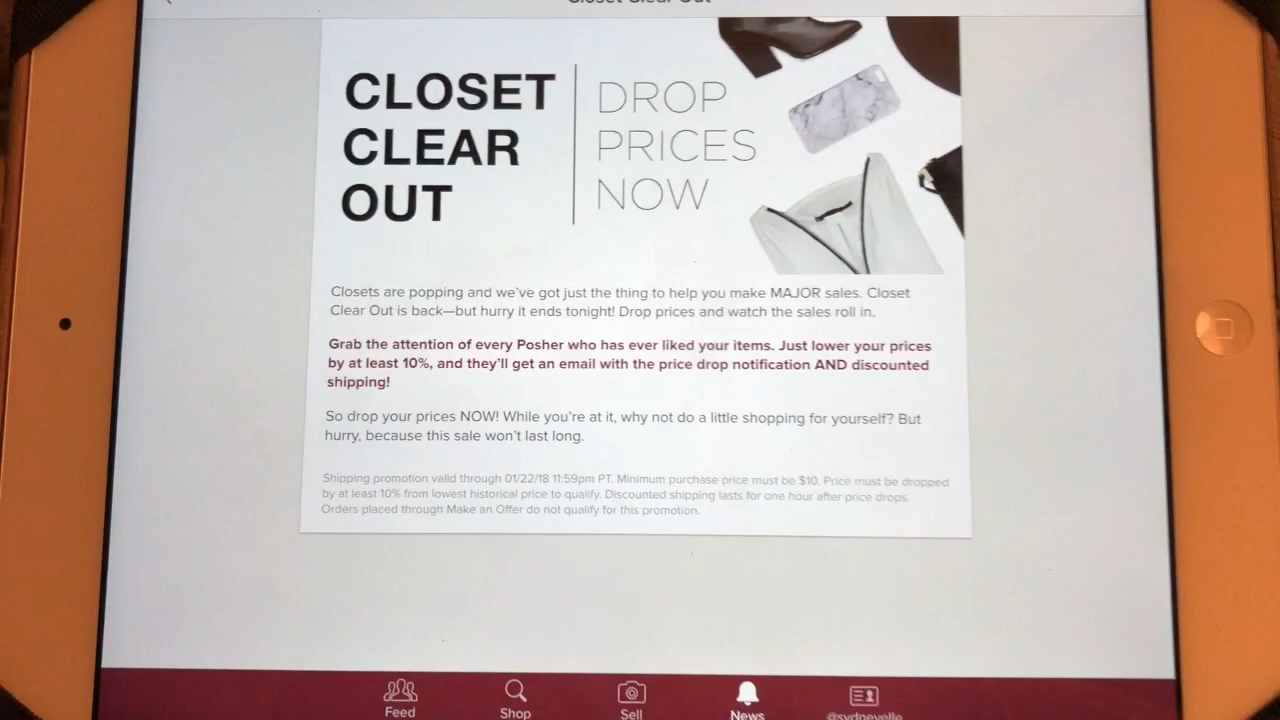 Closet Clear Out
CLOSET
CLEAR
OUT
DROP
PRICES
NOW
Closets are popping and we've got just the thing to help you make MAJOR sales. Closet
Clear Out is back—but hurry it ends tonight! Drop prices and watch the sales roll in.
Grab the attention of every Posher who has ever liked your items. Just lower your prices
by at least 10%, and they'll get an email with the price drop notification AND discounted
shipping!
So drop your prices NOW! While you're at it, why not do a little shopping for yourself? But
hurry, because this sale won't last long.
Shipping promotion valid through 01/22/18 11:59pm PT. Minimum purchase price must be $10. Price must be dropped
by at least 10% from lowest historical price to qualify. Discounted shipping lasts for one hour after price drops.
Orders placed through Make an Offer do not qualify for this promotion.
Feed
Shop
Sell
News
@sydneyelle